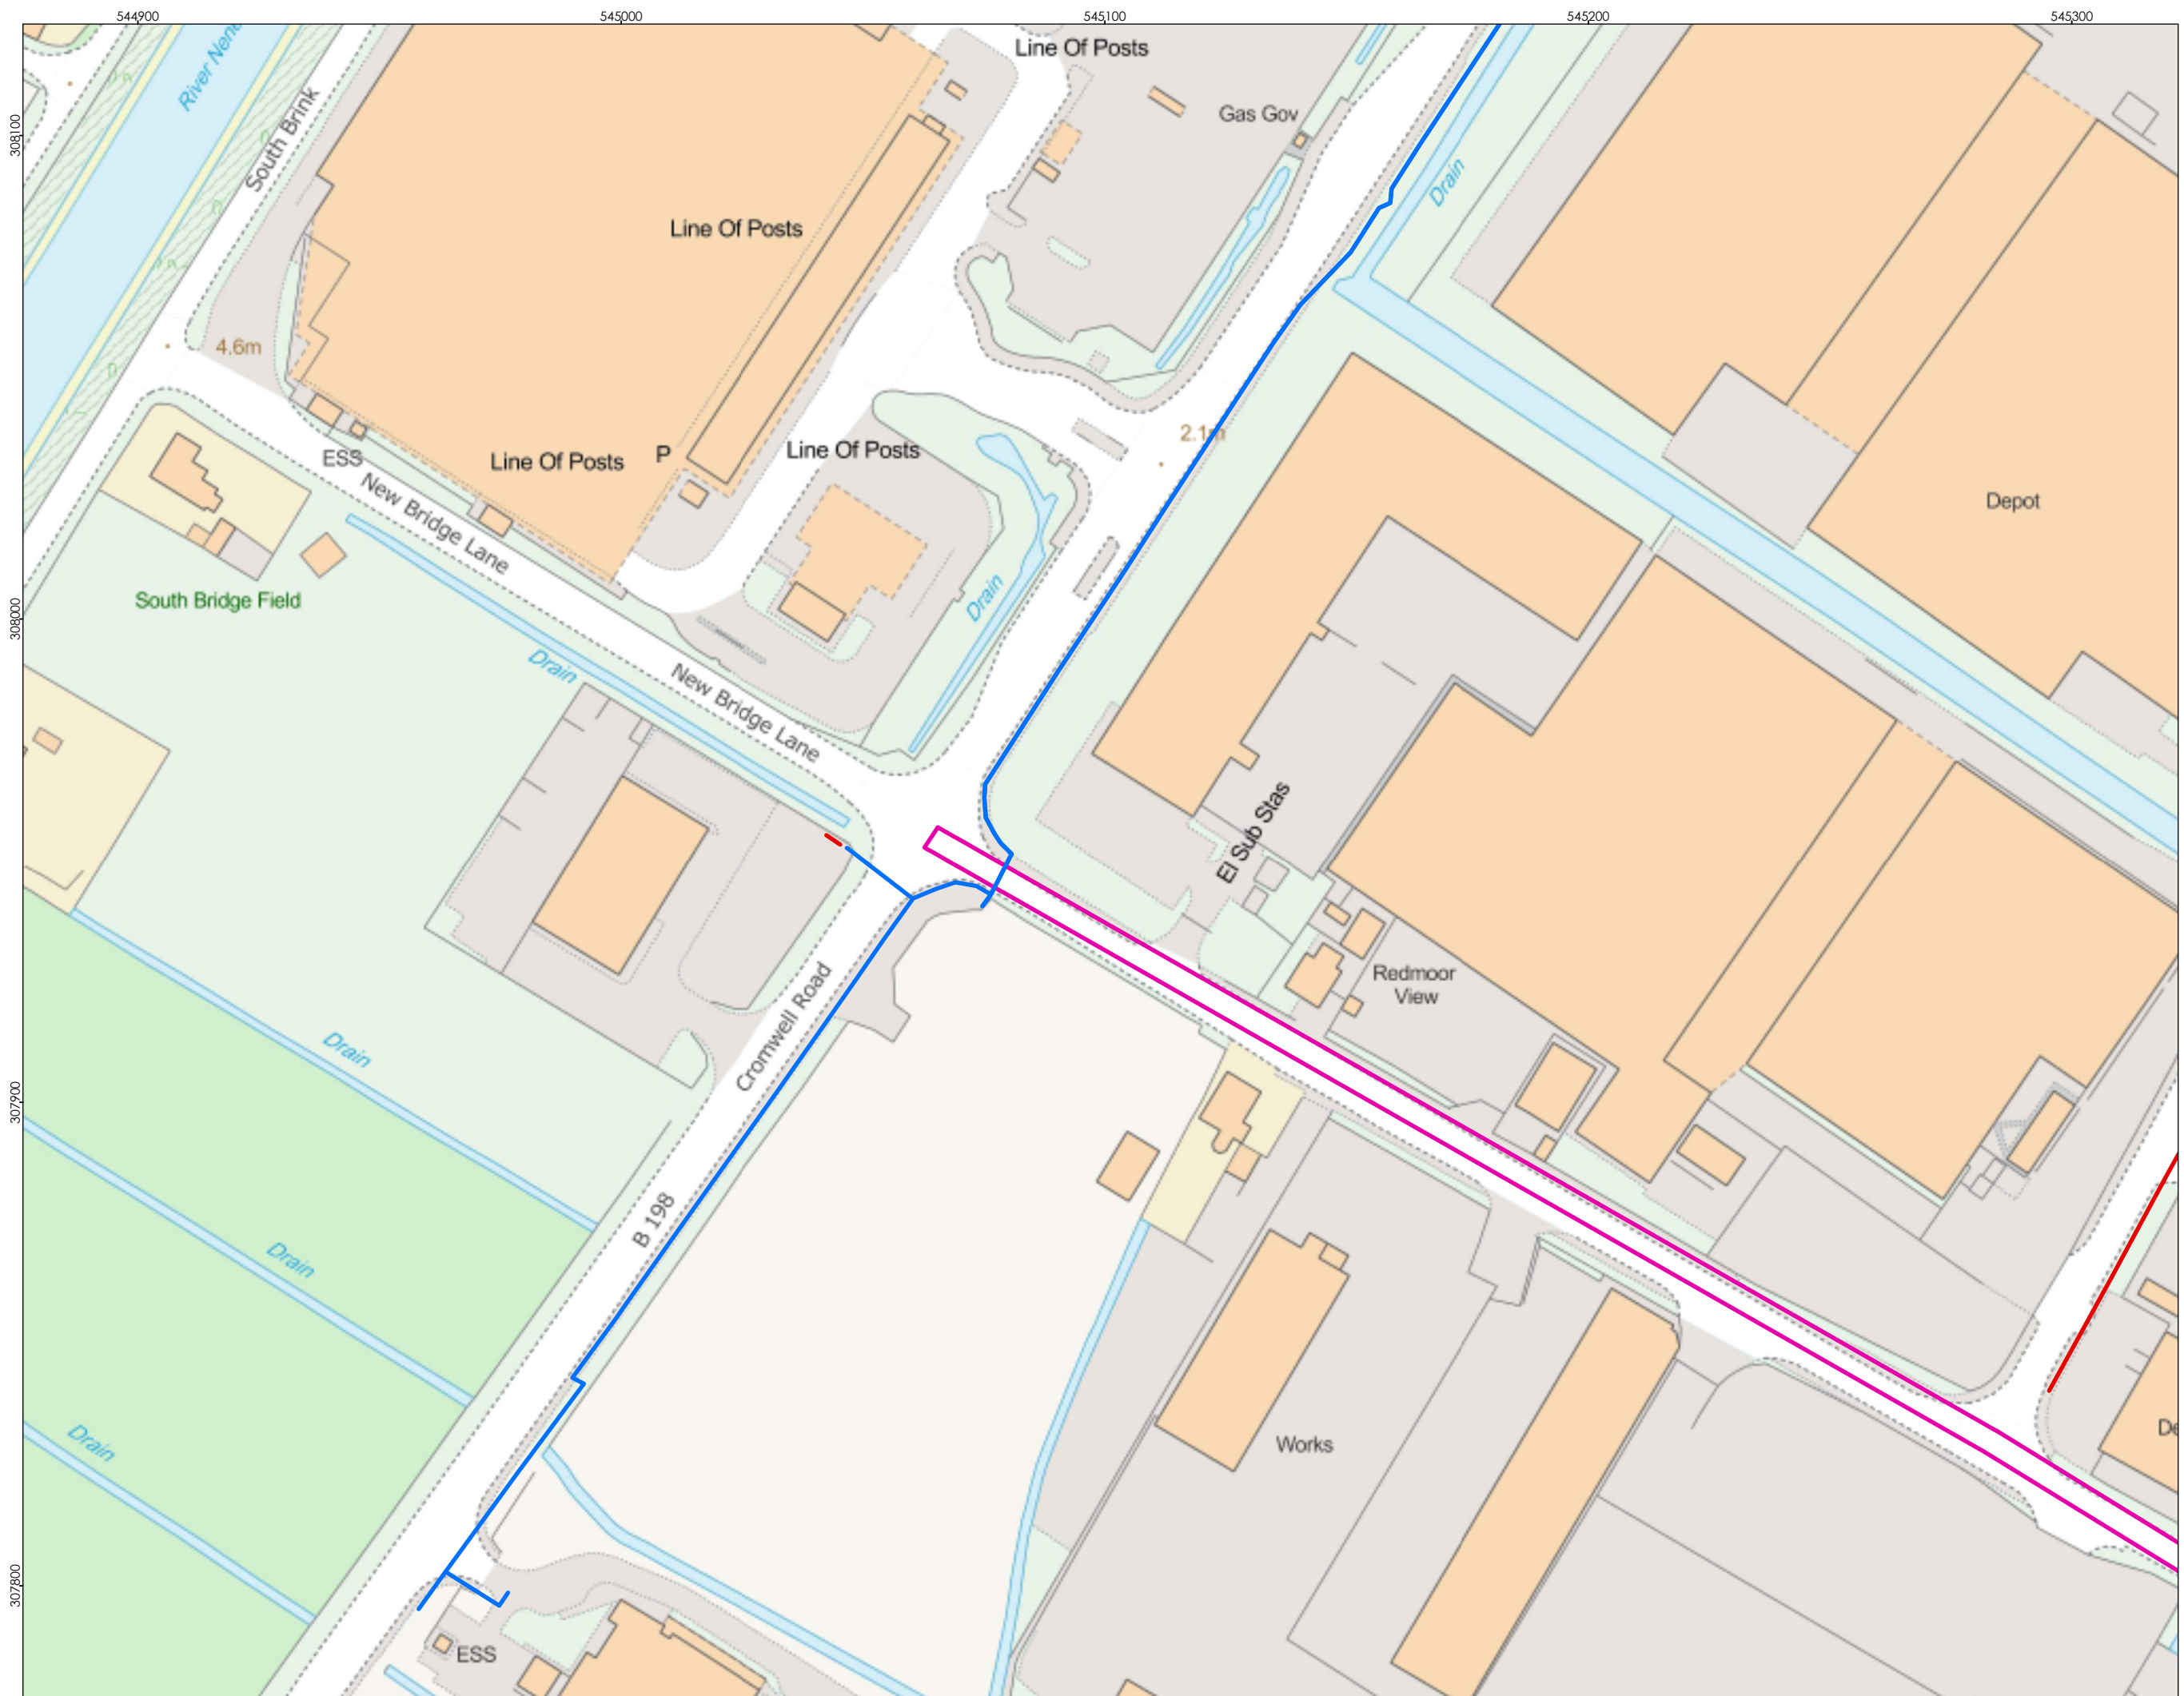 544900
545000
545100
545200
545300
308100
308000
307900
307800
Line Of Posts
South Brink
Gas Gov
Drain
Line Of Posts
4.6m
2.1m
Line Of Posts
P
Line Of Posts
ESS
New Bridge Lane
Depot
South Bridge Field
Drain
Drain
New Bridge Lane
El Sub Stas
Redmoor
View
Cromwell Road
Drain
B 198
Drain
Drain
Works
ESS